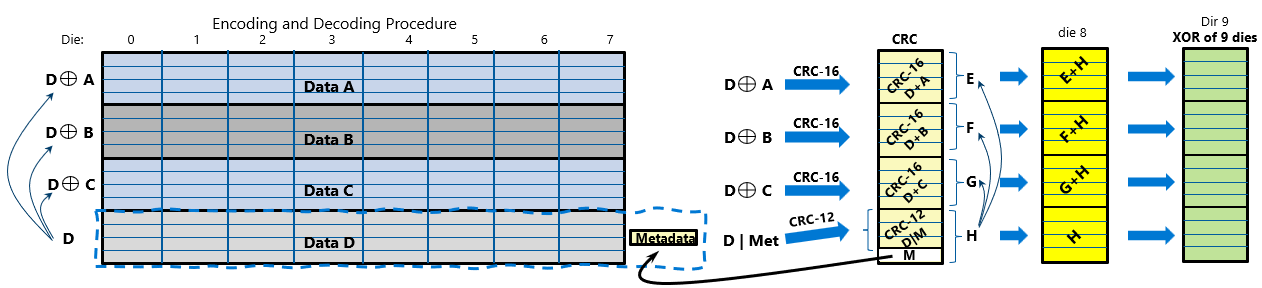 Encoding and Decoding Procedure
Die: 0 1 2 3 4 5 6 7
D ⊕ A
Data A
D ⊕ B
Data B
D ⊕ C
Data C
D
Data D
Metadata
D ⊕ A
CRC-16
D ⊕ B
CRC-16
D ⊕ C
CRC-16
D | Met
CRC-12
CRC
CRC-16
D+A
E
CRC-16
D+B
F
CRC-16
D+C
G
CRC-12
D|M
H
M
die 8
E+H
F+H
G+H
H
Dir 9
XOR of 9 dies